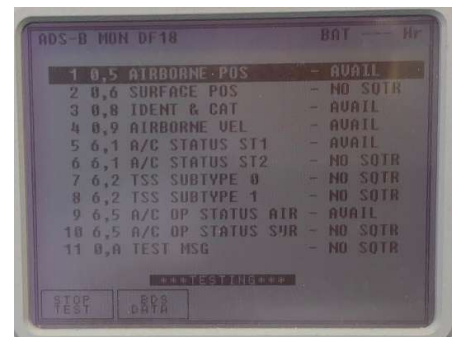 ADS-B MON DF18 BAT --- Hr
1 0,5 AIRBORNE POS - AVAIL
2 0,6 SURFACE POS - NO SQTR
3 0,8 IDENT & CAT - AVAIL
4 0,9 AIRBORNE VEL - AVAIL
5 6,1 A/C STATUS ST1 - AVAIL
6 6,1 A/C STATUS ST2 - NO SQTR
7 6,2 TSS SUBTYPE 0 - NO SQTR
8 6,2 TSS SUBTYPE 1 - NO SQTR
9 6,5 A/C OP STATUS AIR - AVAIL
10 6,5 A/C OP STATUS SUR - NO SQTR
11 0,A TEST MSG - NO SQTR
***TESTING***
STOP TEST BDS DATA